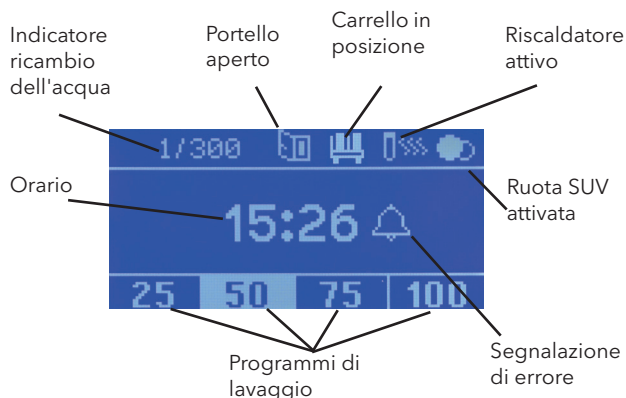 Indicatore
ricambio
dell'acqua
Portello
aperto
Carrello in
posizione
Riscaldatore
attivo
1/300
Orario
15:26
Ruota SUV
attivata
25 50 75 100
Programmi di
lavaggio
Segnalazione
di errore